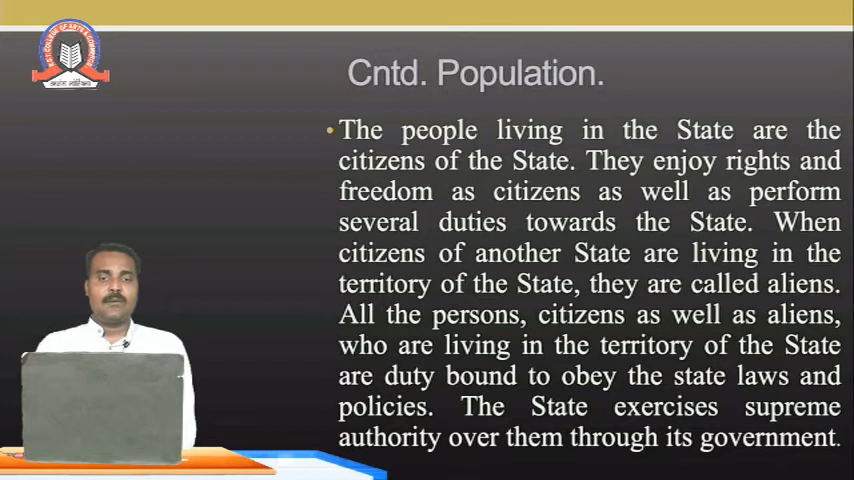 Cntd. Population.
• The people living in the State are the
citizens of the State. They enjoy rights and
freedom as citizens as well as perform
several duties towards the State. When
citizens of another State are living in the
territory of the State, they are called aliens.
All the persons, citizens as well as aliens,
who are living in the territory of the State
are duty bound to obey the state laws and
policies. The State exercises supreme
authority over them through its government.
COLLEGE OF ARTS & COMMERCE